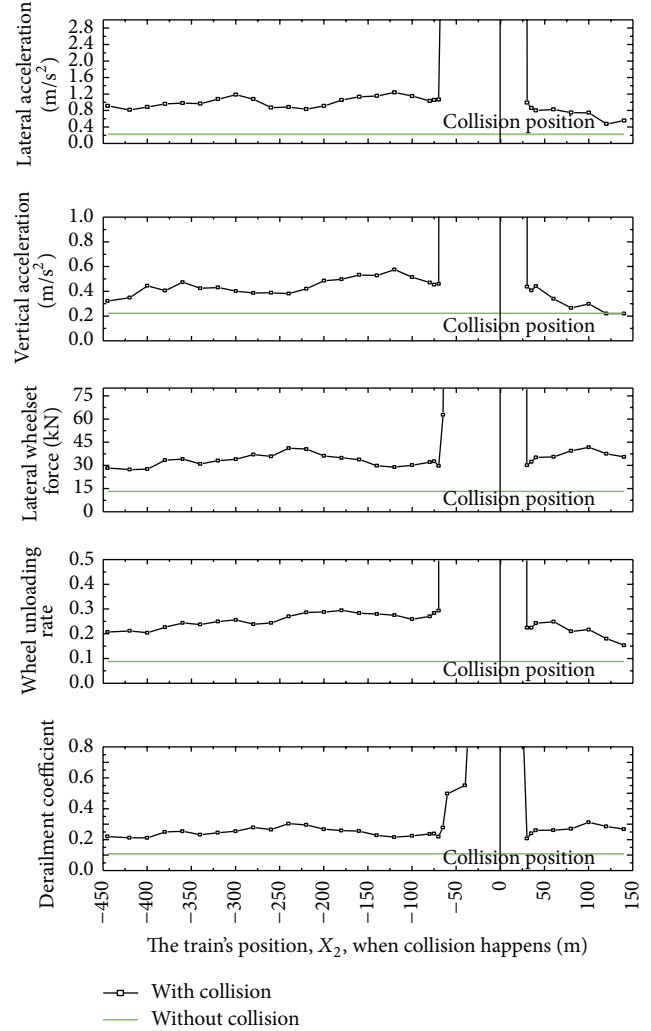 Lateral acceleration
(m/s²)
2.8
2.4
2.0
1.6
1.2
0.8
0.4
0.0
Collision position
Vertical acceleration
(m/s²)
1.0
0.8
0.6
0.4
0.2
0.0
Collision position
Lateral wheelset
force (kN)
75
60
45
30
15
0
Collision position
Wheel unloading
rate
0.5
0.4
0.3
0.2
0.1
0.0
Collision position
Derailment coefficient
0.8
0.6
0.4
0.2
0.0
Collision position
−450 −400 −350 −300 −250 −200 −150 −100 −50 0 50 100 150
The train's position, X₂, when collision happens (m)
With collision
Without collision